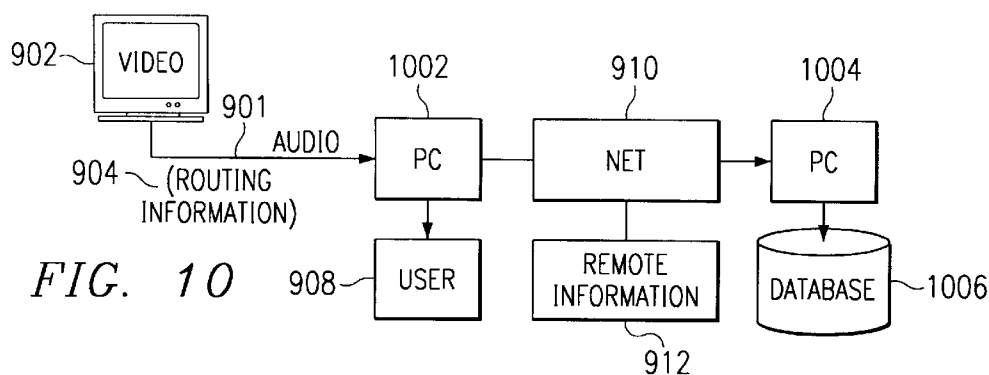 902
VIDEO
901
AUDIO
904
(ROUTING
INFORMATION)
1002
PC
910
NET
1004
PC
908
USER
REMOTE
INFORMATION
912
DATABASE
1006
FIG. 10